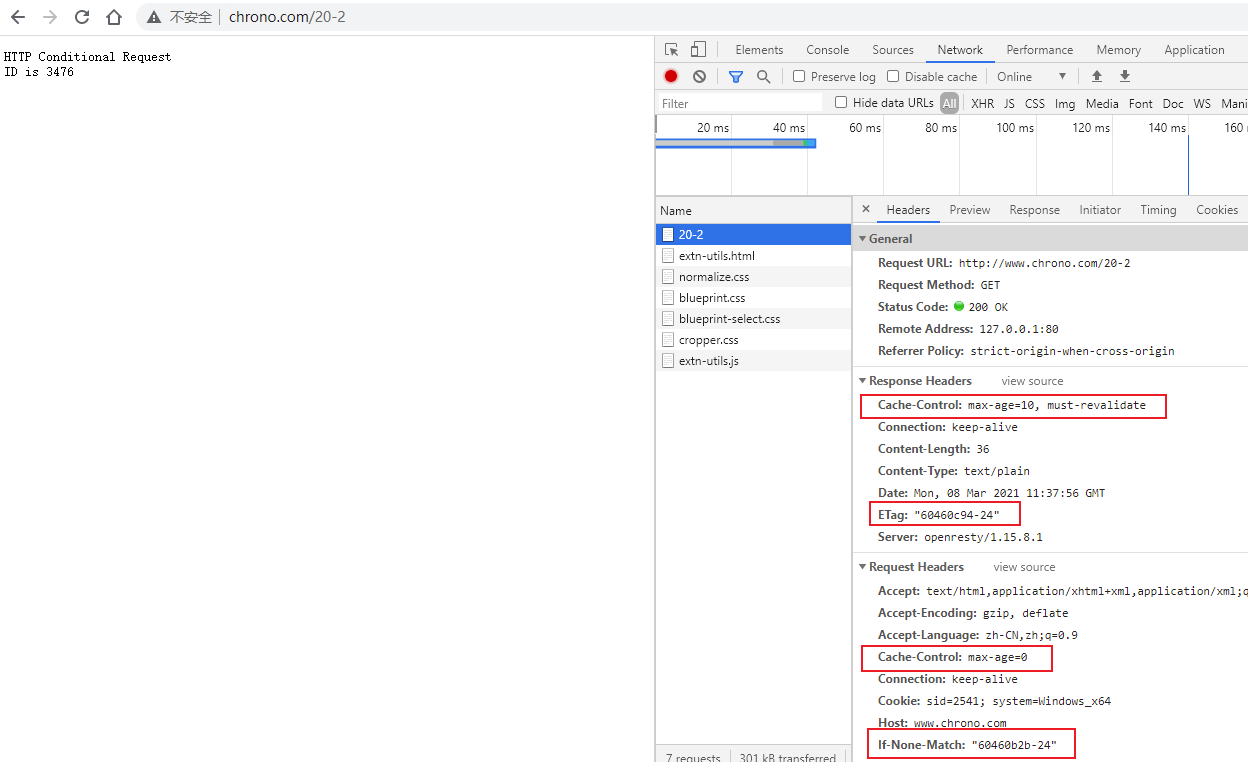 不安全 chrono.com/20-2
HTTP Conditional Request
ID is 3476
Elements Console Sources Network Performance Memory Application
Preserve log Disable cache Online
Filter Hide data URLs All XHR JS CSS Img Media Font Doc WS Mani
20 ms 40 ms 60 ms 80 ms 100 ms 120 ms 140 ms 160
Name
20-2
extn-utils.html
normalize.css
blueprint.css
blueprint-select.css
cropper.css
extn-utils.js
7 requests 301 kB transferred
× Headers Preview Response Initiator Timing Cookies
General
Request URL: http://www.chrono.com/20-2
Request Method: GET
Status Code: 200 OK
Remote Address: 127.0.0.1:80
Referrer Policy: strict-origin-when-cross-origin
Response Headers view source
Cache-Control: max-age=10, must-revalidate
Connection: keep-alive
Content-Length: 36
Content-Type: text/plain
Date: Mon, 08 Mar 2021 11:37:56 GMT
ETag: "60460c94-24"
Server: openresty/1.15.8.1
Request Headers view source
Accept: text/html,application/xhtml+xml,application/xml;q
Accept-Encoding: gzip, deflate
Accept-Language: zh-CN,zh;q=0.9
Cache-Control: max-age=0
Connection: keep-alive
Cookie: sid=2541; system=Windows_x64
Host: www.chrono.com
If-None-Match: "60460b2b-24"